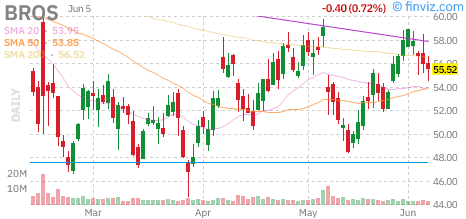 BROS Jun 5 -0.40 (0.72%) © finviz.com
SMA 20 - 53.95
SMA 50 - 53.85
SMA 200 - 56.52
DAILY
60.00
58.00
55.52
54.00
52.00
50.00
48.00
46.00
44.00
20M
10M
Mar Apr May Jun